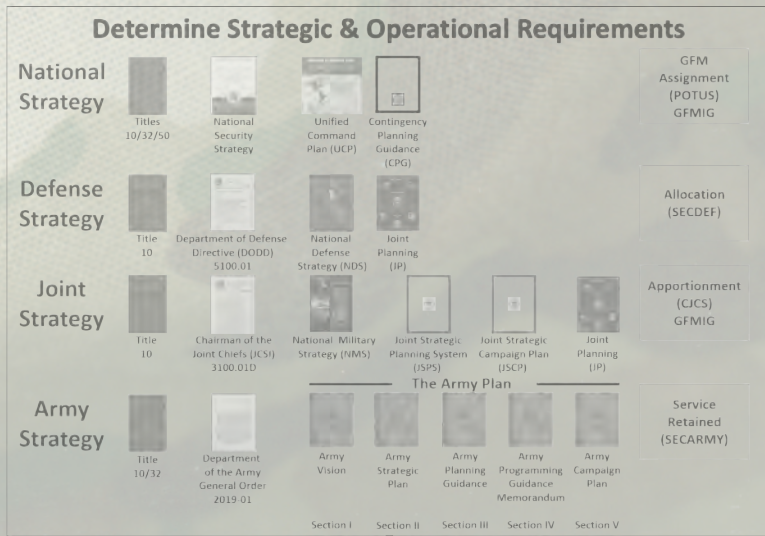 Determine Strategic & Operational Requirements
National
Strategy
Titles
10/32/50
National
Security
Strategy
Unified
Command
Plan (UCP)
Contingency
Planning
Guidance
(CPG)
GFM
Assignment
(POTUS)
GFMIG
Defense
Strategy
Title
10
Department of Defense
Directive (DODD)
5100.01
National
Defense
Strategy (NDS)
Joint
Planning
(JP)
Allocation
(SECDEF)
Joint
Strategy
Title
10
Chairman of the
Joint Chiefs (JCSI)
3100.01D
National Military
Strategy (NMS)
Joint Strategic
Planning System
(JSPS)
Joint Strategic
Campaign Plan
(JSCP)
Joint
Planning
(JP)
Apportionment
(CJCS)
GFMIG
The Army Plan
Army
Strategy
Title
10/32
Department
of the Army
General Order
2019-01
Army
Vision
Army
Strategic
Plan
Army
Planning
Guidance
Army
Programming
Guidance
Memorandum
Army
Campaign
Plan
Service
Retained
(SECARMY)
Section I
Section II
Section III
Section IV
Section V